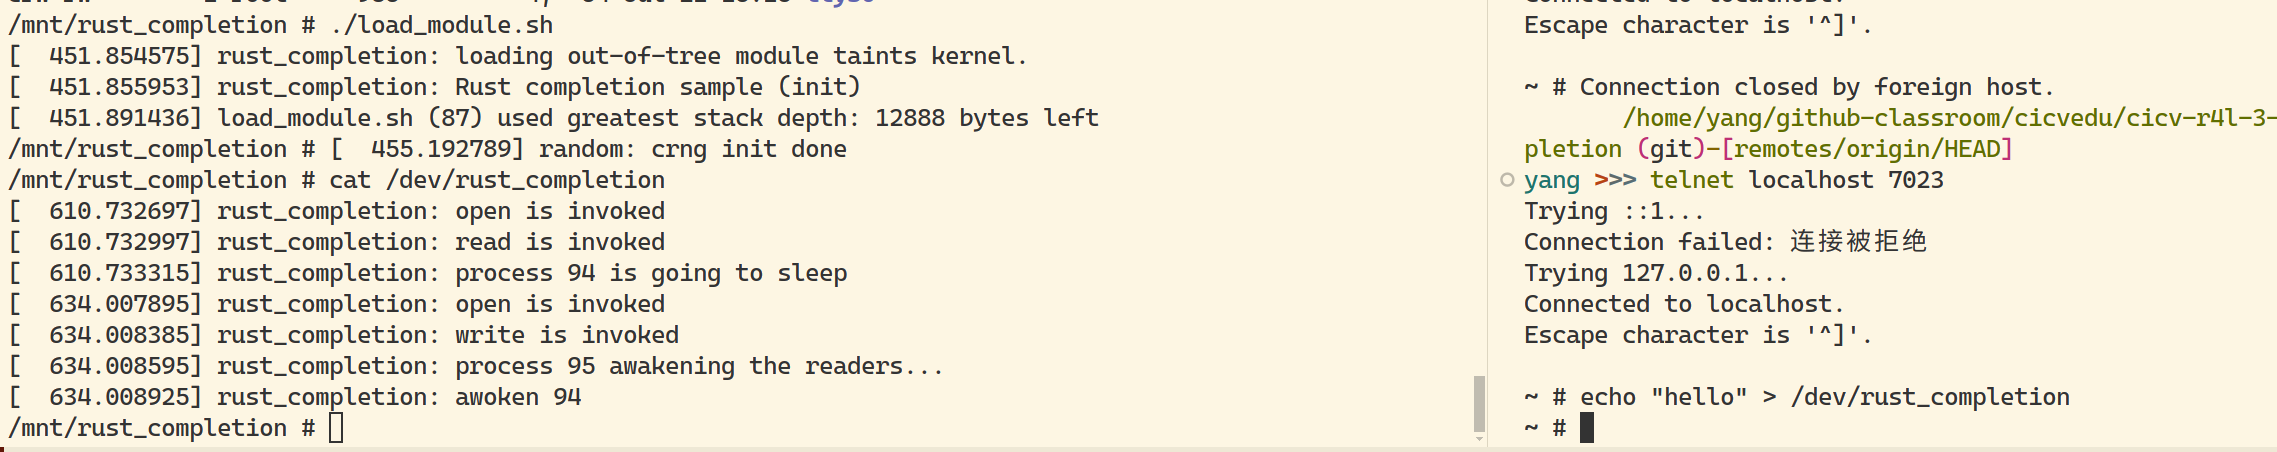 /mnt/rust_completion # ./load_module.sh
[  451.854575] rust_completion: loading out-of-tree module taints kernel.
[  451.855953] rust_completion: Rust completion sample (init)
[  451.891436] load_module.sh (87) used greatest stack depth: 12888 bytes left
/mnt/rust_completion # [  455.192789] random: crng init done
/mnt/rust_completion # cat /dev/rust_completion
[  610.732697] rust_completion: open is invoked
[  610.732997] rust_completion: read is invoked
[  610.733315] rust_completion: process 94 is going to sleep
[  634.007895] rust_completion: open is invoked
[  634.008385] rust_completion: write is invoked
[  634.008595] rust_completion: process 95 awakening the readers...
[  634.008925] rust_completion: awoken 94
/mnt/rust_completion #
Connected to localhost.
Escape character is '^]'.
~ # Connection closed by foreign host.
/home/yang/github-classroom/cicvedu/cicv-r4l-3-
pletion (git)-[remotes/origin/HEAD]
yang >>> telnet localhost 7023
Trying ::1...
Connection failed: 连接被拒绝
Trying 127.0.0.1...
Connected to localhost.
Escape character is '^]'.
~ # echo "hello" > /dev/rust_completion
~ #